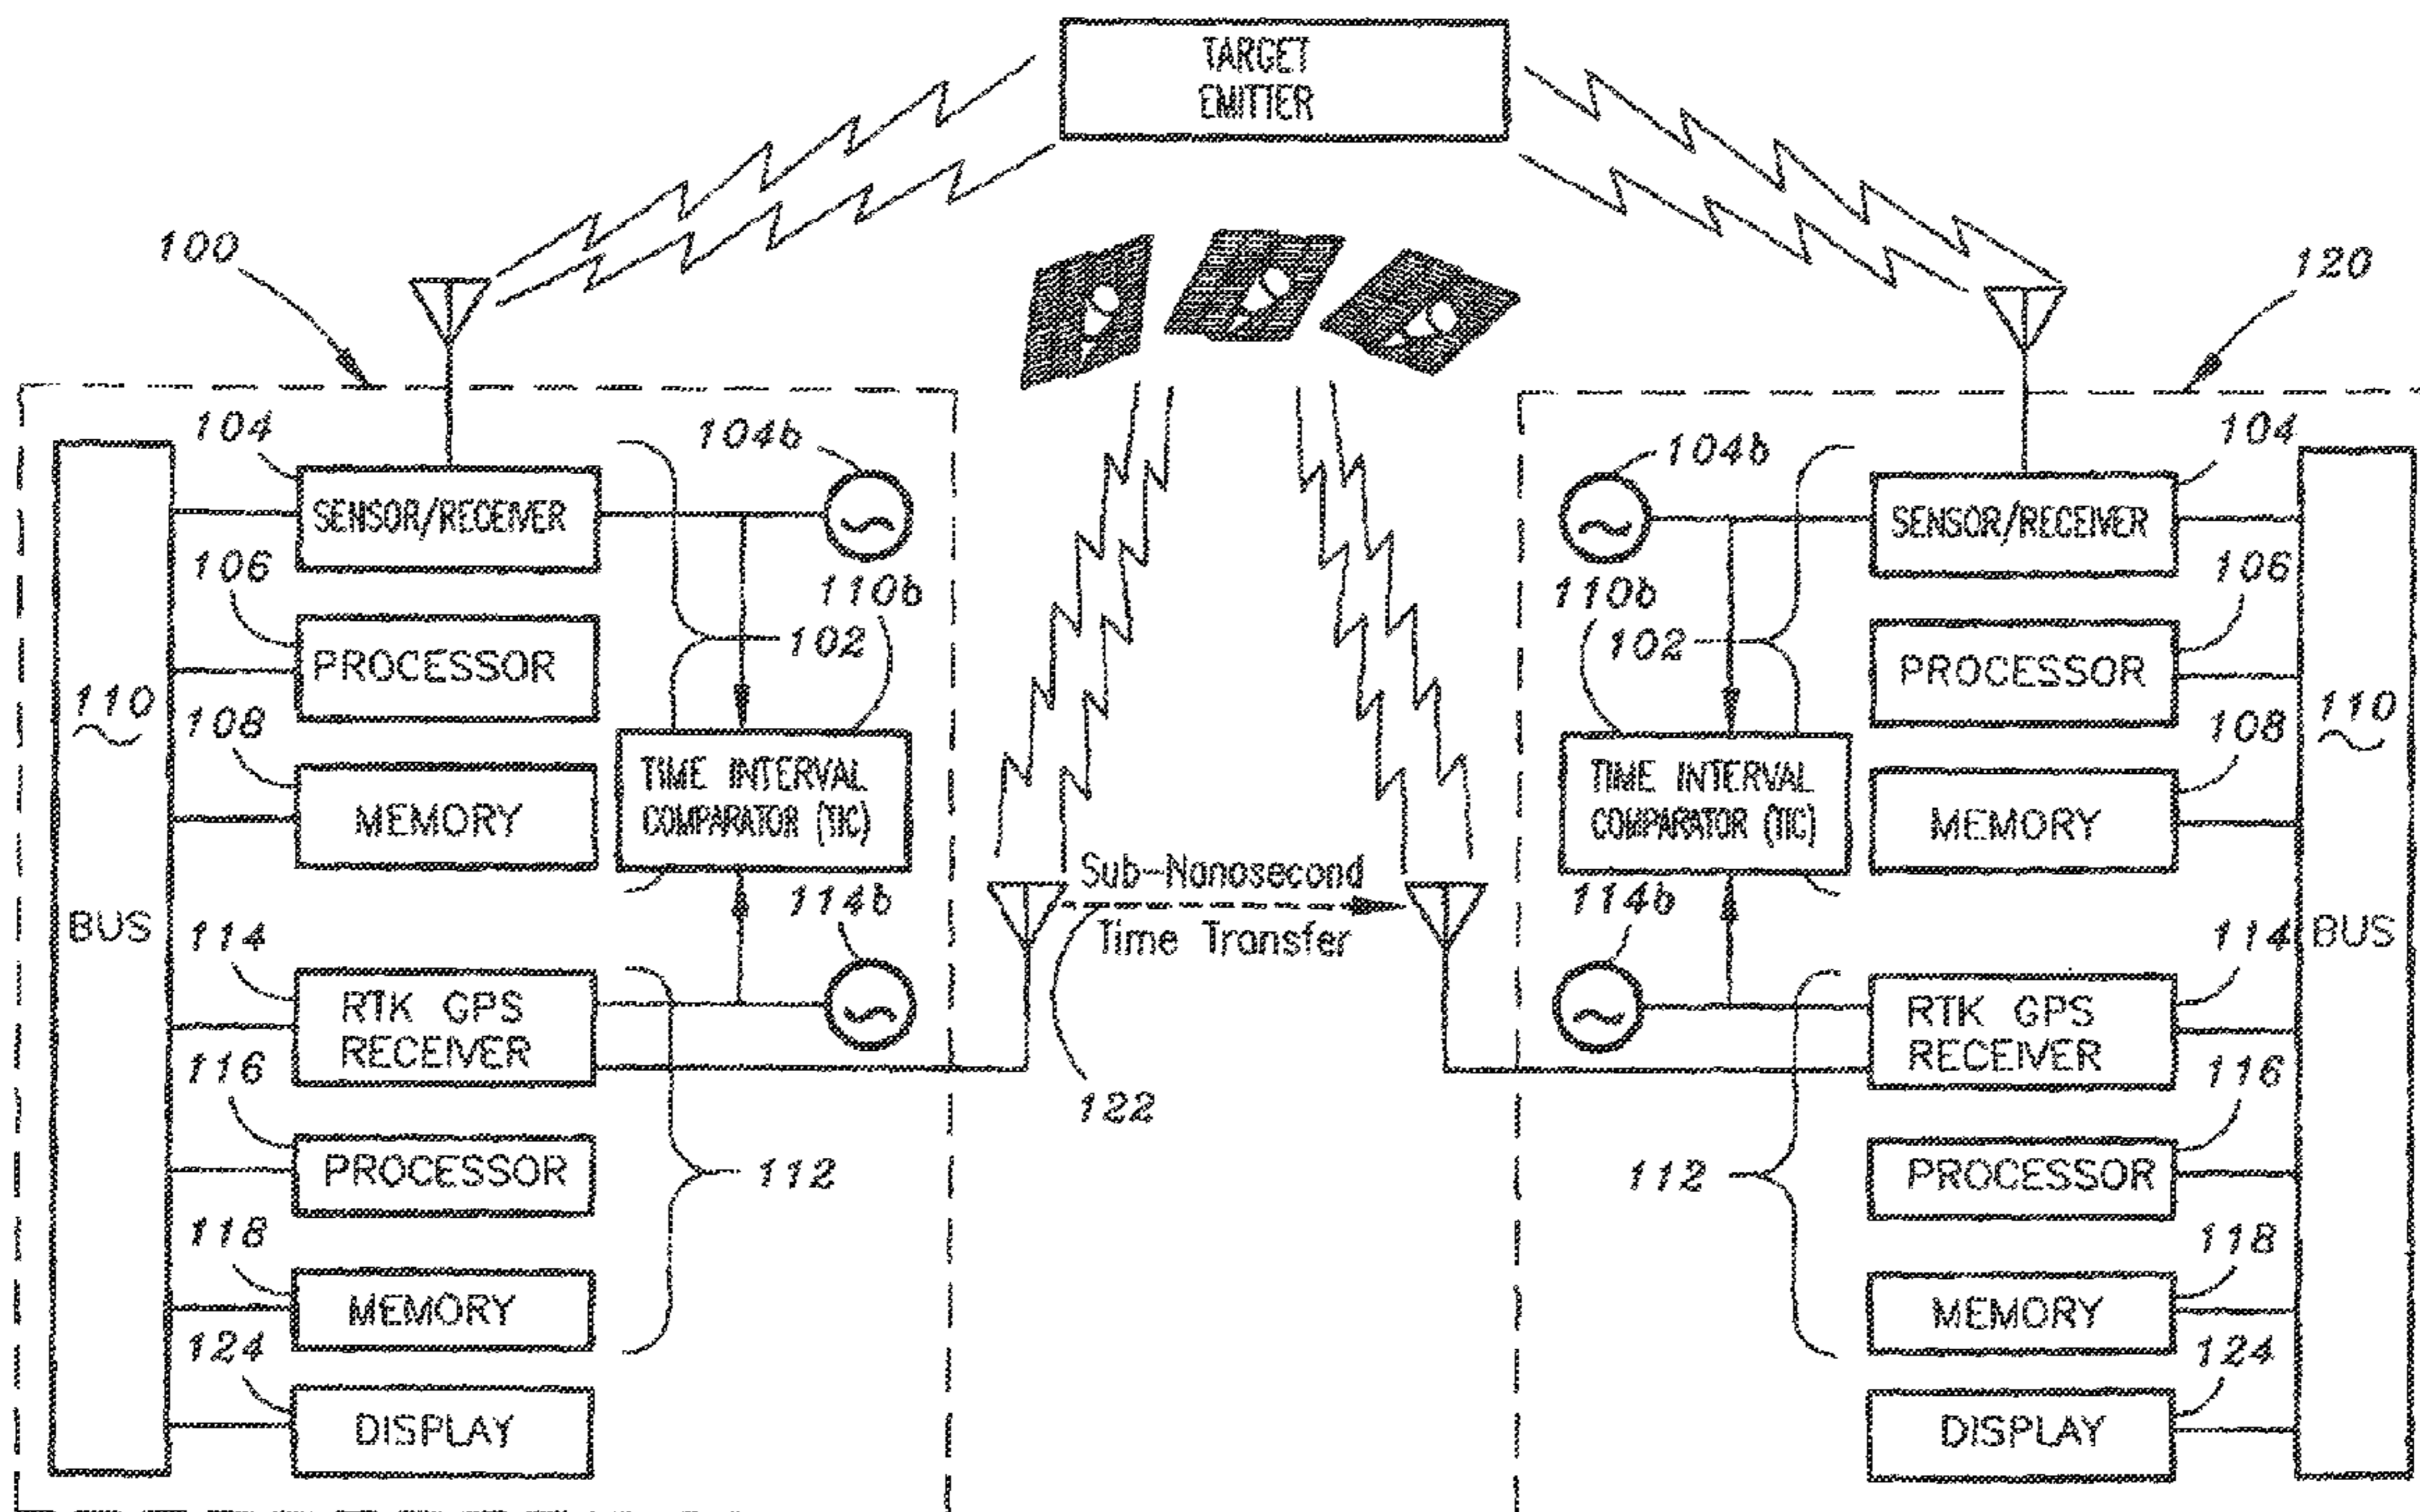 TARGET
EMITTER
100
120
104
104b
SENSOR/RECEIVER
106
110b
PROCESSOR
102
110
108
TIME INTERVAL
COMPARATOR (TIC)
MEMORY
114b
BUS
114
RTK GPS
RECEIVER
116
PROCESSOR
112
118
MEMORY
124
DISPLAY
Sub-Nanosecond
Time Transfer
122
104b
104
SENSOR/RECEIVER
110b
106
102
PROCESSOR
110
108
TIME INTERVAL
COMPARATOR (TIC)
MEMORY
114b
114
BUS
RTK GPS
RECEIVER
116
PROCESSOR
112
118
MEMORY
124
DISPLAY